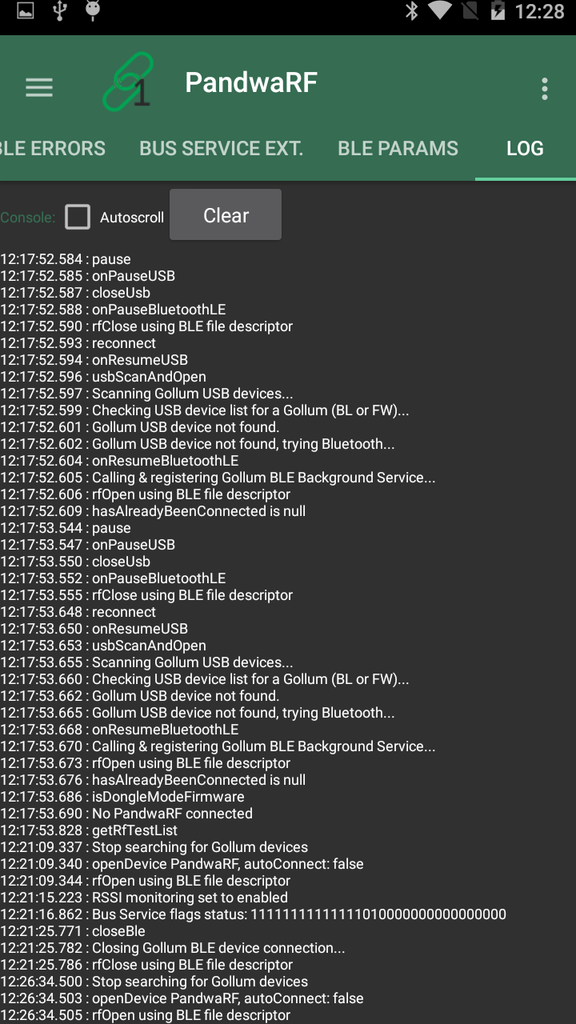 12:28
1
PandwaRF
BLE ERRORS
BUS SERVICE EXT.
BLE PARAMS
LOG
Console:
Autoscroll
Clear
12:17:52.584 : pause
12:17:52.585 : onPauseUSB
12:17:52.587 : closeUsb
12:17:52.588 : onPauseBluetoothLE
12:17:52.590 : rfClose using BLE file descriptor
12:17:52.593 : reconnect
12:17:52.594 : onResumeUSB
12:17:52.596 : usbScanAndOpen
12:17:52.597 : Scanning Gollum USB devices...
12:17:52.599 : Checking USB device list for a Gollum (BL or FW)...
12:17:52.601 : Gollum USB device not found.
12:17:52.602 : Gollum USB device not found, trying Bluetooth...
12:17:52.604 : onResumeBluetoothLE
12:17:52.605 : Calling & registering Gollum BLE Background Service...
12:17:52.606 : rfOpen using BLE file descriptor
12:17:52.609 : hasAlreadyBeenConnected is null
12:17:53.544 : pause
12:17:53.547 : onPauseUSB
12:17:53.550 : closeUsb
12:17:53.552 : onPauseBluetoothLE
12:17:53.555 : rfClose using BLE file descriptor
12:17:53.648 : reconnect
12:17:53.650 : onResumeUSB
12:17:53.653 : usbScanAndOpen
12:17:53.655 : Scanning Gollum USB devices...
12:17:53.660 : Checking USB device list for a Gollum (BL or FW)...
12:17:53.662 : Gollum USB device not found.
12:17:53.665 : Gollum USB device not found, trying Bluetooth...
12:17:53.668 : onResumeBluetoothLE
12:17:53.670 : Calling & registering Gollum BLE Background Service...
12:17:53.673 : rfOpen using BLE file descriptor
12:17:53.676 : hasAlreadyBeenConnected is null
12:17:53.686 : isDongleModeFirmware
12:17:53.690 : No PandwaRF connected
12:17:53.828 : getRfTestList
12:21:09.337 : Stop searching for Gollum devices
12:21:09.340 : openDevice PandwaRF, autoConnect: false
12:21:09.344 : rfOpen using BLE file descriptor
12:21:15.223 : RSSI monitoring set to enabled
12:21:16.862 : Bus Service flags status: 11111111111111010000000000000000
12:21:25.771 : closeBle
12:21:25.782 : Closing Gollum BLE device connection...
12:21:25.786 : rfClose using BLE file descriptor
12:26:34.500 : Stop searching for Gollum devices
12:26:34.503 : openDevice PandwaRF, autoConnect: false
12:26:34.505 : rfOpen using BLE file descriptor